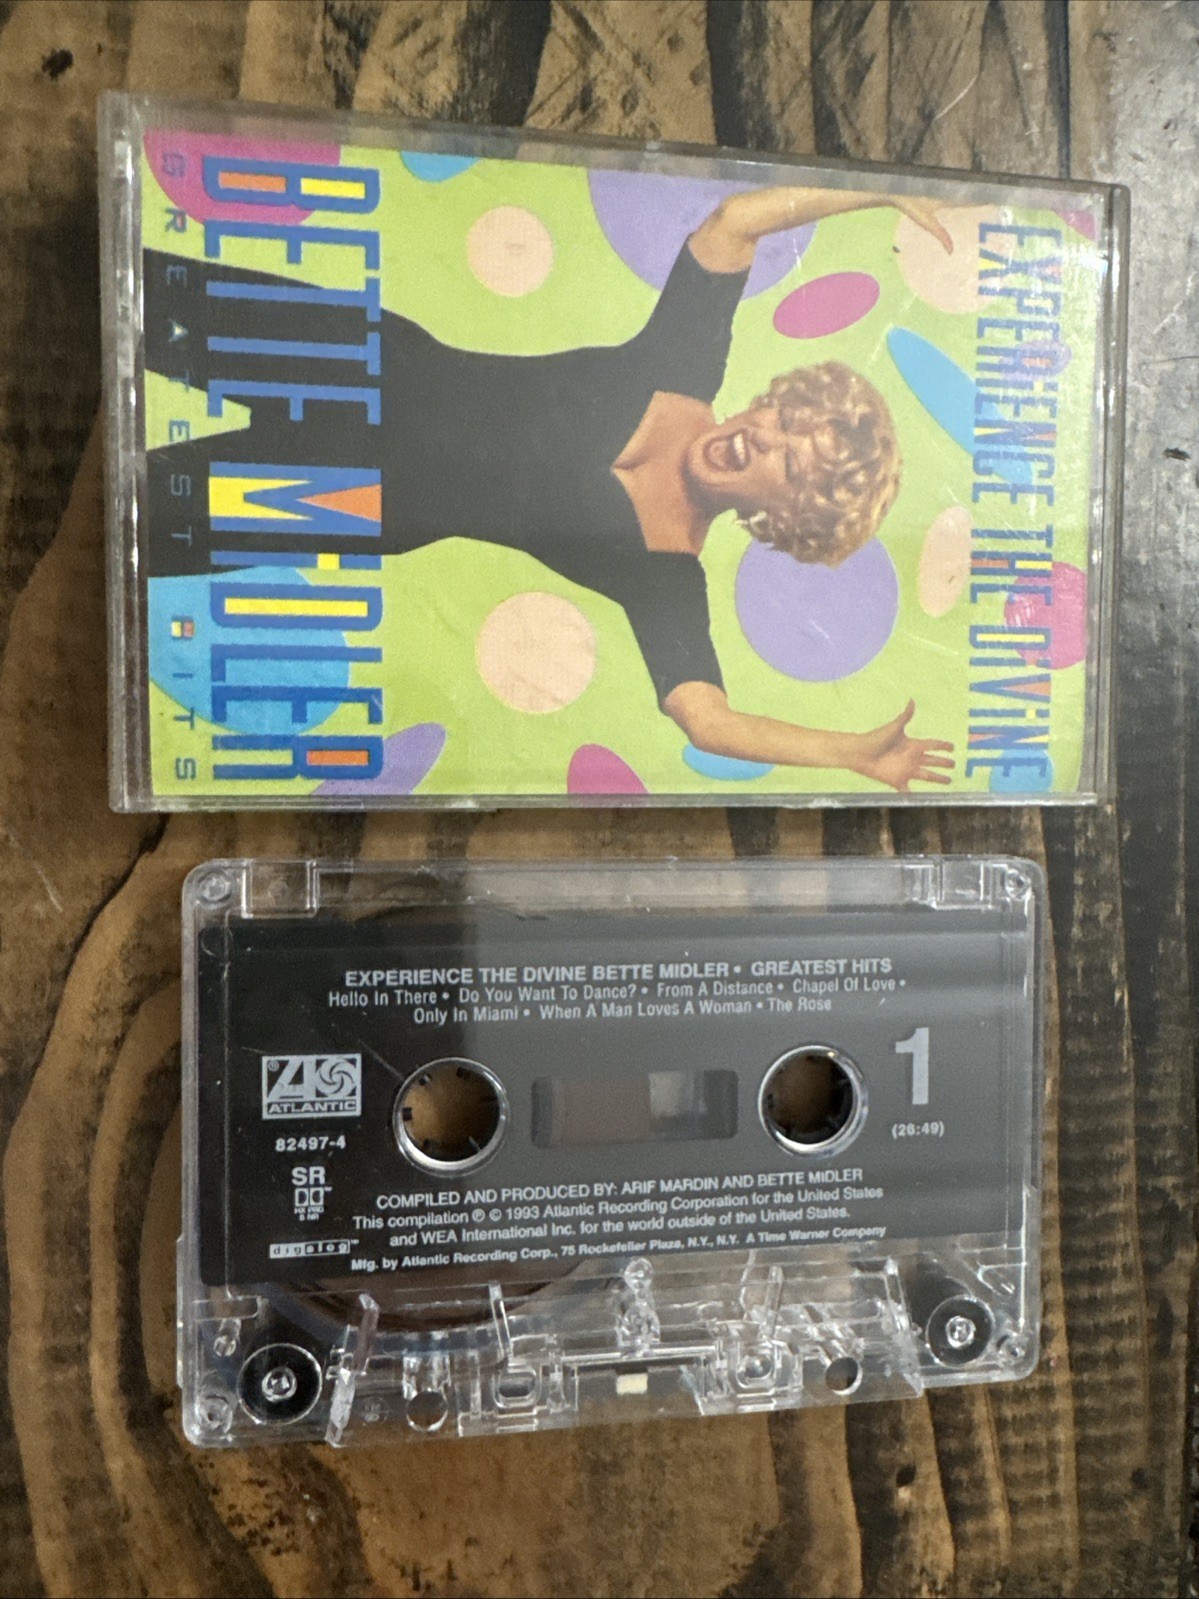 EXPERIENCE THE DIVINE
BETTE MIDLER
GREATEST HITS
EXPERIENCE THE DIVINE BETTE MIDLER • GREATEST HITS
Hello In There • Do You Want To Dance? • From A Distance • Chapel Of Love •
Only In Miami • When A Man Loves A Woman • The Rose
1
(26:49)
ATLANTIC
82497-4
SR
HX PRO
B NR
digalog™
COMPILED AND PRODUCED BY: ARIF MARDIN AND BETTE MIDLER
This compilation ℗ © 1993 Atlantic Recording Corporation for the United States
and WEA International Inc. for the world outside of the United States.
Mfg. by Atlantic Recording Corp., 75 Rockefeller Plaza, N.Y., N.Y. A Time Warner Company